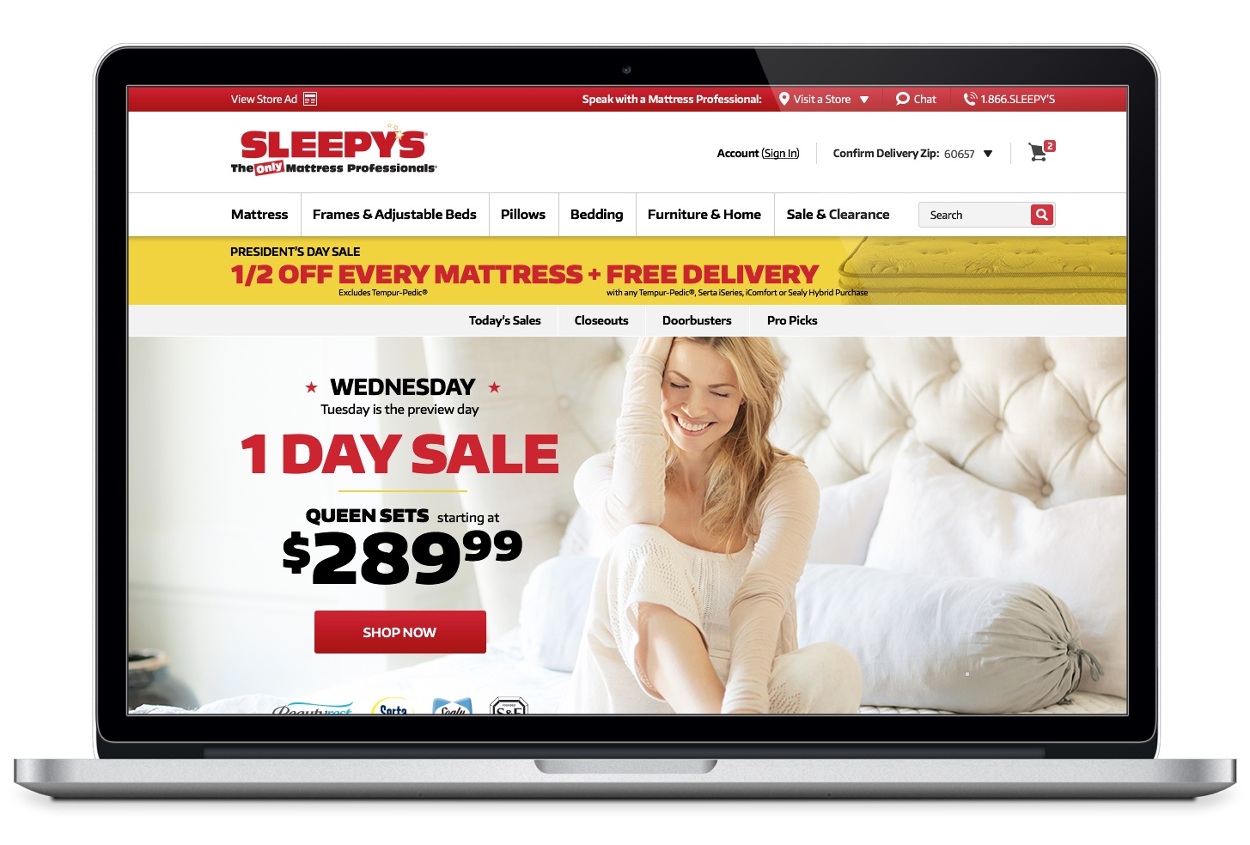 View Store Ad
Speak with a Mattress Professional: Visit a Store Chat 1.866.SLEEPY'S
SLEEPY'S
The Only Mattress Professionals®
Account (Sign In) Confirm Delivery Zip: 60657 2
Mattress Frames & Adjustable Beds Pillows Bedding Furniture & Home Sale & Clearance Search
PRESIDENT'S DAY SALE
1/2 OFF EVERY MATTRESS + FREE DELIVERY
Excludes Tempur-Pedic® with any Tempur-Pedic®, Serta iSeries, iComfort or Sealy Hybrid Purchase
Today's Sales Closeouts Doorbusters Pro Picks
WEDNESDAY
Tuesday is the preview day
1 DAY SALE
QUEEN SETS starting at
$289⁹⁹
SHOP NOW
Beautyrest Serta Sealy S&F